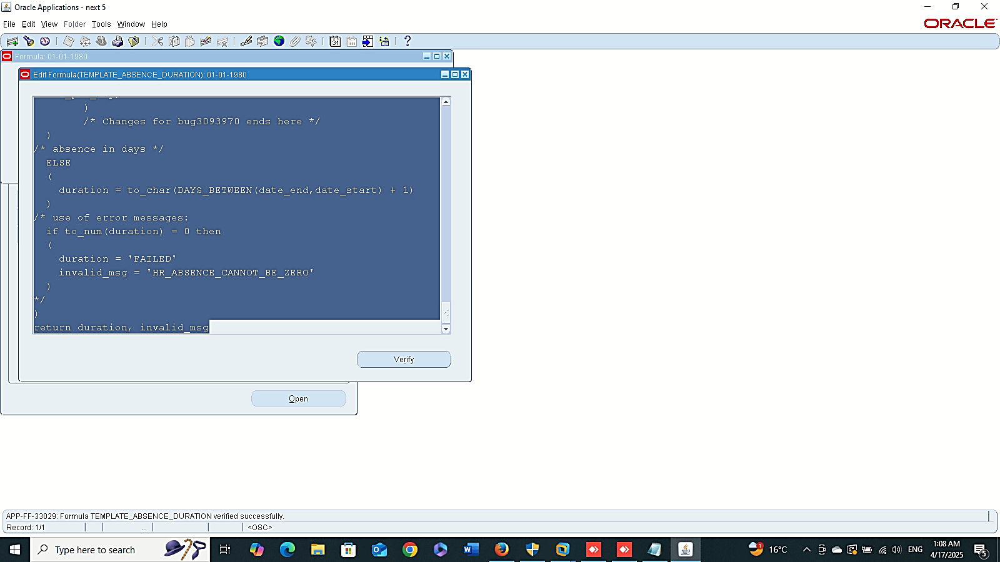 Oracle Applications - next 5
File Edit View Folder Tools Window Help
ORACLE
Formula: 01-01-1980
Edit Formula(TEMPLATE_ABSENCE_DURATION): 01-01-1980
)
/* Changes for bug3093970 ends here */
)
/* absence in days */
ELSE
(
duration = to_char(DAYS_BETWEEN(date_end,date_start) + 1)
)
/* use of error messages:
if to_num(duration) = 0 then
(
duration = 'FAILED'
invalid_msg = 'HR_ABSENCE_CANNOT_BE_ZERO'
)
*/
)
return duration, invalid_msg
Verify
Open
APP-FF-33029: Formula TEMPLATE_ABSENCE_DURATION verified successfully.
Record: 1/1 ... <OSC>
Type here to search
1
16°C
ENG
1:08 AM
4/17/2025
5